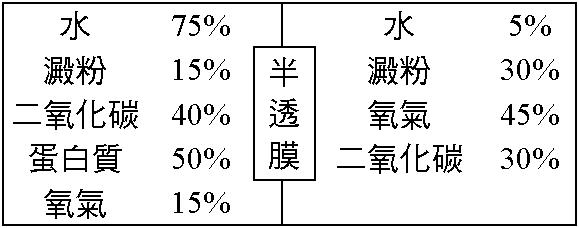 水 75%
澱粉 15%
二氧化碳 40%
蛋白質 50%
氧氣 15%
半透膜
水 5%
澱粉 30%
氧氣 45%
二氧化碳 30%